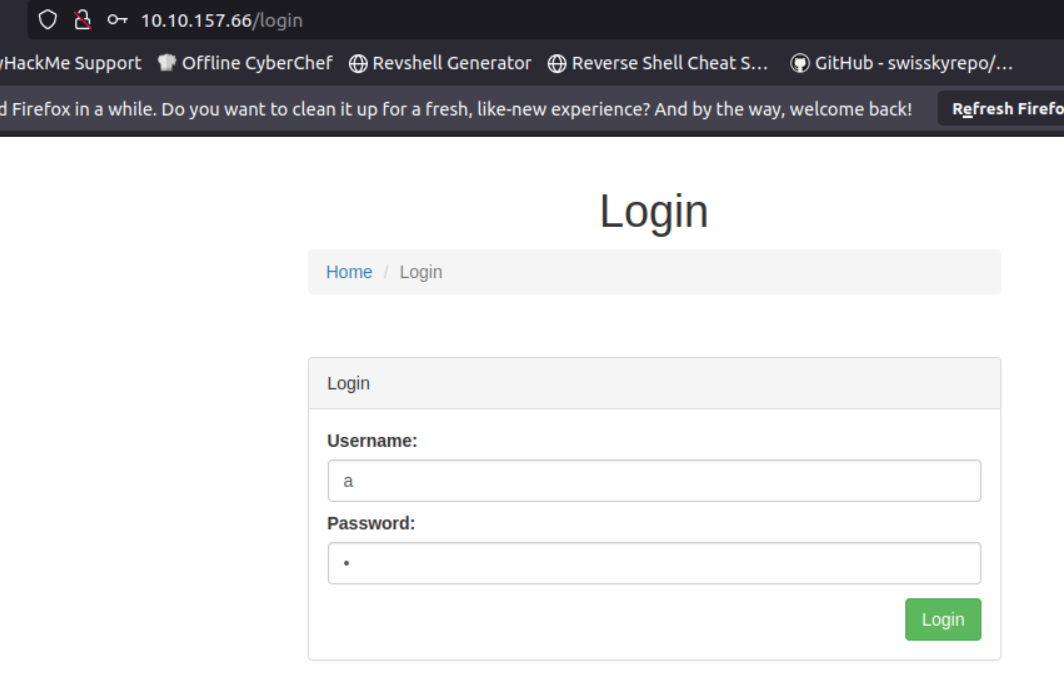 10.10.157.66/login
yHackMe Support Offline CyberChef Revshell Generator Reverse Shell Cheat S... GitHub - swisskyrepo/...
d Firefox in a while. Do you want to clean it up for a fresh, like-new experience? And by the way, welcome back! Refresh Firefo
Login
Home / Login
Login
Username:
a
Password:
•
Login